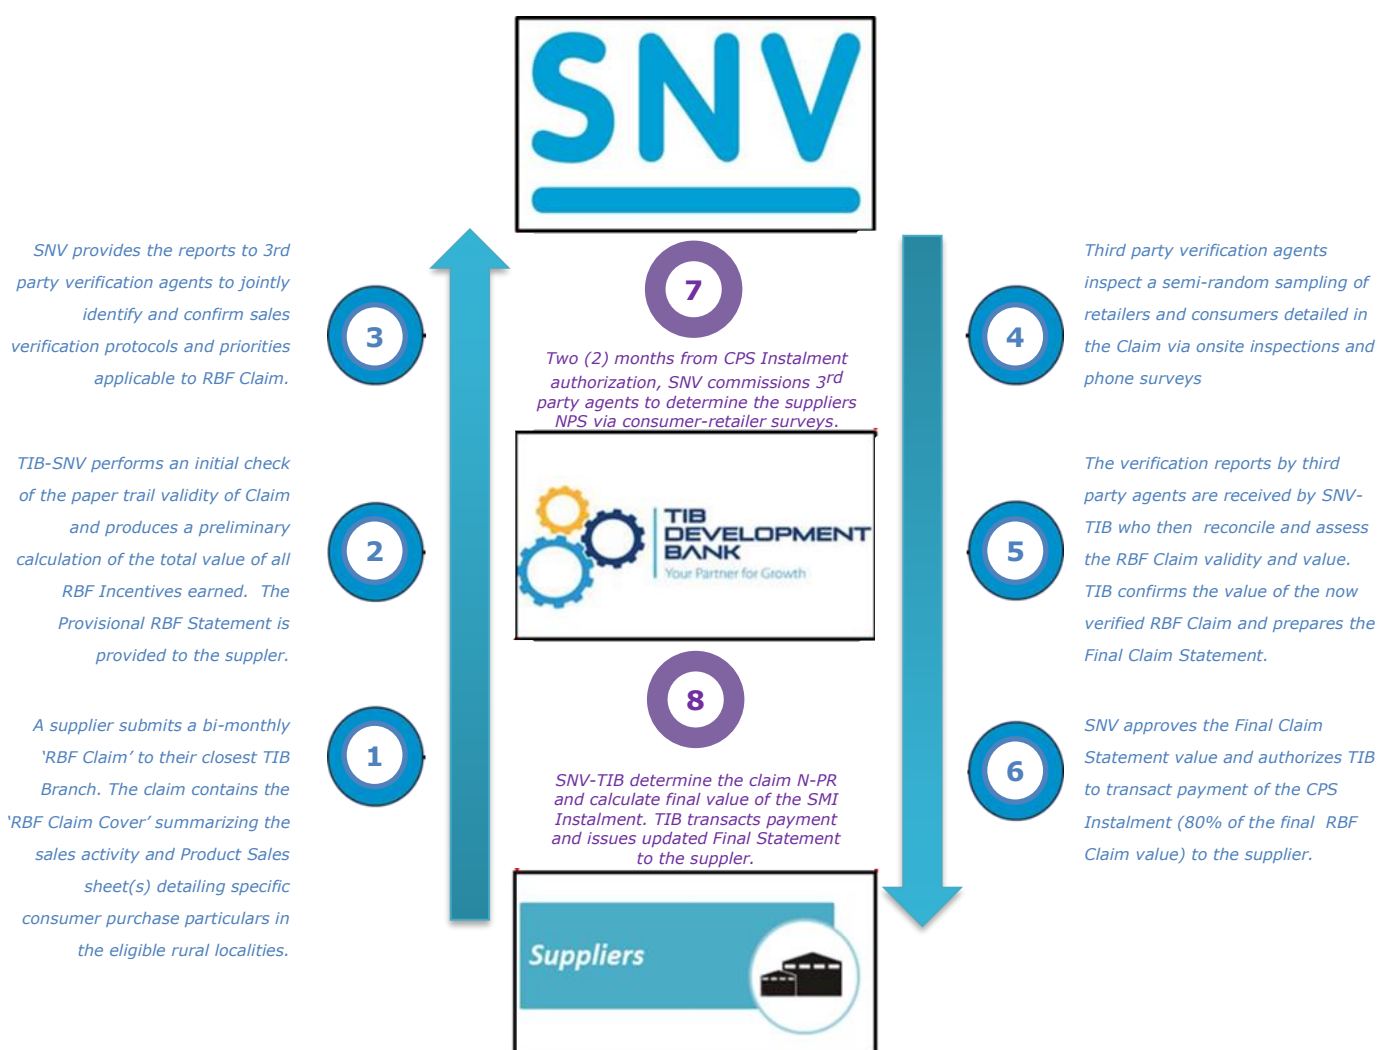 SNV
SNV provides the reports to 3rd
party verification agents to jointly
identify and confirm sales
verification protocols and priorities
applicable to RBF Claim.
3
TIB-SNV performs an initial check
of the paper trail validity of Claim
and produces a preliminary
calculation of the total value of all
RBF Incentives earned. The
Provisional RBF Statement is
provided to the suppler.
2
A supplier submits a bi-monthly
‘RBF Claim’ to their closest TIB
Branch. The claim contains the
‘RBF Claim Cover’ summarizing the
sales activity and Product Sales
sheet(s) detailing specific
consumer purchase particulars in
the eligible rural localities.
1
7
Two (2) months from CPS Instalment
authorization, SNV commissions 3rd
party agents to determine the suppliers
NPS via consumer-retailer surveys.
TIB
DEVELOPMENT
BANK
Your Partner for Growth
8
SNV-TIB determine the claim N-PR
and calculate final value of the SMI
Instalment. TIB transacts payment
and issues updated Final Statement
to the suppler.
Suppliers
4
Third party verification agents
inspect a semi-random sampling of
retailers and consumers detailed in
the Claim via onsite inspections and
phone surveys
5
The verification reports by third
party agents are received by SNV-
TIB who then reconcile and assess
the RBF Claim validity and value.
TIB confirms the value of the now
verified RBF Claim and prepares the
Final Claim Statement.
6
SNV approves the Final Claim
Statement value and authorizes TIB
to transact payment of the CPS
Instalment (80% of the final RBF
Claim value) to the supplier.